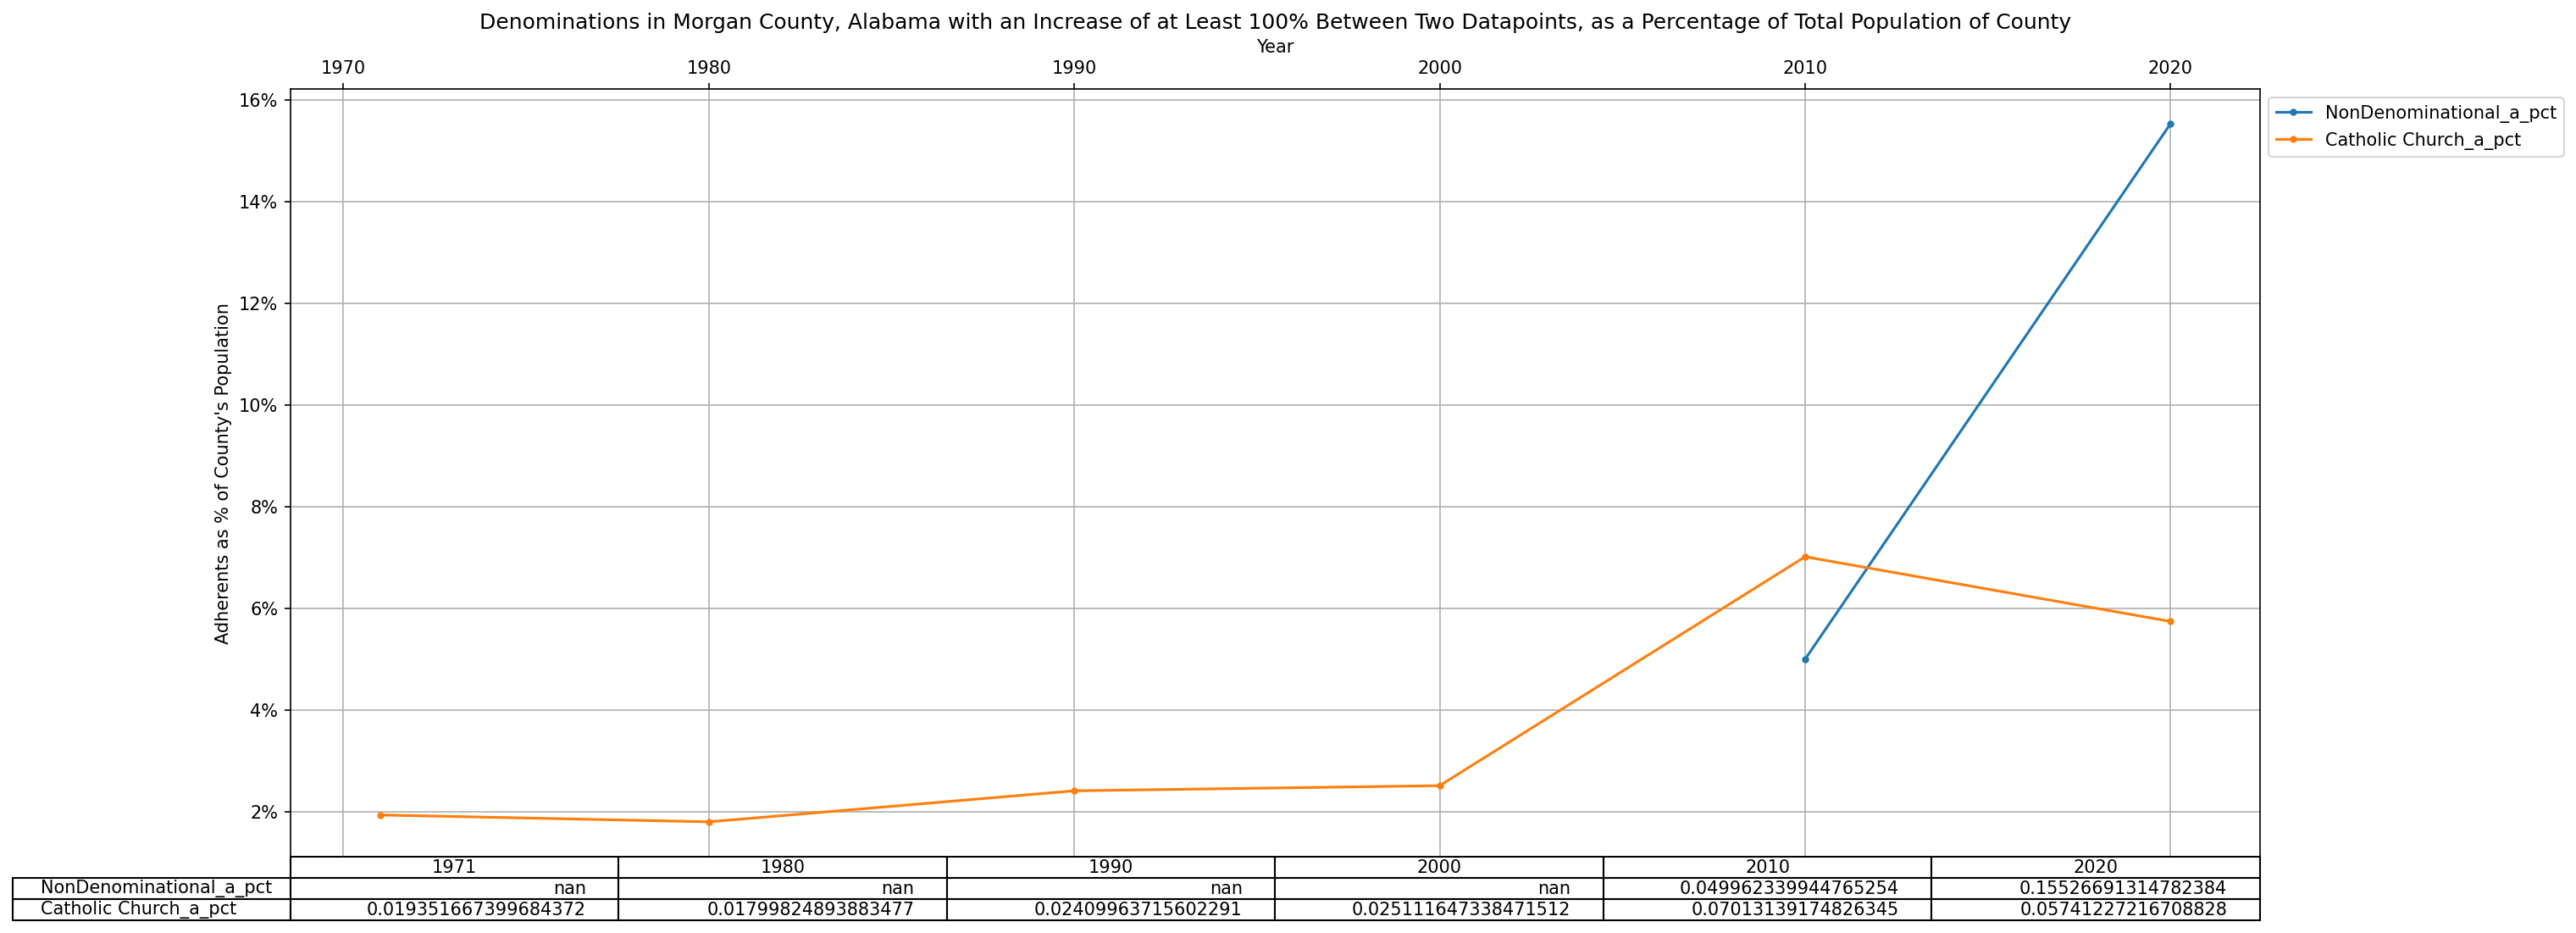 Denominations in Morgan County, Alabama with an Increase of at Least 100% Between Two Datapoints, as a Percentage of Total Population of County
Year
1970 1980 1990 2000 2010 2020
16%
14%
12%
10%
8%
6%
4%
2%
Adherents as % of County's Population
NonDenominational_a_pct
Catholic Church_a_pct
1971 1980 1990 2000 2010 2020
NonDenominational_a_pct nan nan nan nan 0.049962339944765254 0.15526691314782384
Catholic Church_a_pct 0.019351667399684372 0.01799824893883477 0.02409963715602291 0.025111647338471512 0.07013139174826345 0.05741227216708828